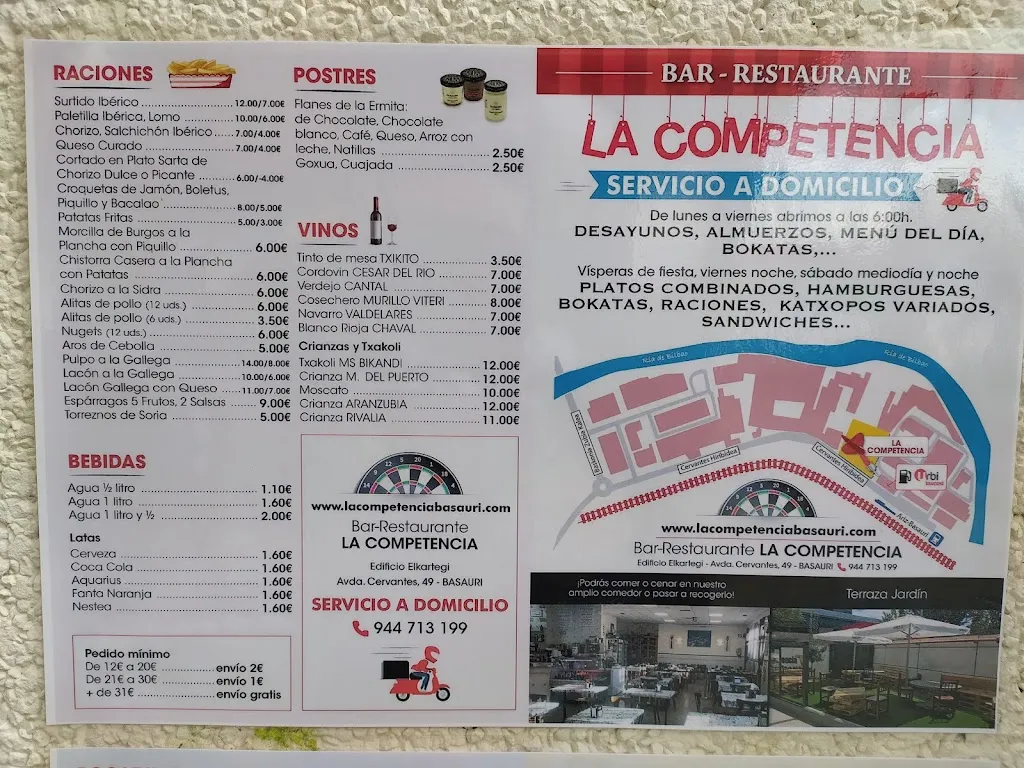 RACIONES
Surtido Ibérico 12.00/7.00€
Paletilla Ibérica, Lomo 10.00/6.00€
Chorizo, Salchichón Ibérico 7.00/4.00€
Queso Curado 7.00/4.00€
Cortado en Plato Sarta de
Chorizo Dulce o Picante 6.00/-4.00€
Croquetas de Jamón, Boletus,
Piquillo y Bacalao 8.00/5.00€
Patatas Fritas 5.00/3.00€
Morcilla de Burgos a la
Plancha con Piquillo 6.00€
Chistorra Casera a la Plancha
con Patatas 6.00€
Chorizo a la Sidra 6.00€
Alitas de pollo (12 uds.) 6.00€
Alitas de pollo (6 uds.) 3.50€
Nugets (12 uds.) 6.00€
Aros de Cebolla 5.00€
Pulpo a la Gallega 14.00/8.00€
Lacón a la Gallega 10.00/6.00€
Lacón Gallega con Queso 11.00/7.00€
Espárragos 5 Frutos, 2 Salsas 9.00€
Torreznos de Soria 5.00€
BEBIDAS
Agua ½ litro 1.10€
Agua 1 litro 1.60€
Agua 1 litro y ½ 2.00€
Latas
Cerveza 1.60€
Coca Cola 1.60€
Aquarius 1.60€
Fanta Naranja 1.60€
Nestea 1.60€
Pedido mínimo
De 12€ a 20€ envío 2€
De 21€ a 30€ envío 1€
+ de 31€ envío gratis
POSTRES
Flanes de la Ermita:
de Chocolate, Chocolate
blanco, Café, Queso, Arroz con
leche, Natillas 2.50€
Goxua, Cuajada 2.50€
VINOS
Tinto de mesa TXIKITO 3.50€
Cordovin CESAR DEL RIO 7.00€
Verdejo CANTAL 7.00€
Cosechero MURILLO VITERI 8.00€
Navarro VALDELARES 7.00€
Blanco Rioja CHAVAL 7.00€
Crianzas y Txakoli
Txakoli MS BIKANDI 12.00€
Crianza M. DEL PUERTO 12.00€
Moscato 10.00€
Crianza ARANZUBIA 12.00€
Crianza RIVALIA 11.00€
www.lacompetenciabasauri.com
Bar-Restaurante
LA COMPETENCIA
Edificio Elkartegi
Avda. Cervantes, 49 - BASAURI
SERVICIO A DOMICILIO
944 713 199
BAR - RESTAURANTE
LA COMPETENCIA
SERVICIO A DOMICILIO
De lunes a viernes abrimos a las 6:00h.
DESAYUNOS, ALMUERZOS, MENÚ DEL DÍA,
BOKATAS,...
Vísperas de fiesta, viernes noche, sábado mediodía y noche
PLATOS COMBINADOS, HAMBURGUESAS,
BOKATAS, RACIONES, KATXOPOS VARIADOS,
SANDWICHES...
Ría de Bilbao
Cervantes Hiribidea
Cervantes Hiribidea
LA
COMPETENCIA
Urbi
Ariz-Basauri
www.lacompetenciabasauri.com
Bar-Restaurante LA COMPETENCIA
Edificio Elkartegi - Avda. Cervantes, 49 - BASAURI 944 713 199
¡Podrás comer o cenar en nuestro
amplio comedor o pasar a recogerlo!
Terraza Jardín